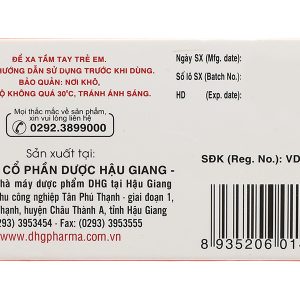 ĐỂ XA TẦM TAY TRẺ EM.
HƯỚNG DẪN SỬ DỤNG TRƯỚC KHI DÙNG.
BẢO QUẢN: NƠI KHÔ,
ĐỘ KHÔNG QUÁ 30°C, TRÁNH ÁNH SÁNG.
Mọi thắc mắc về sản phẩm,
xin vui lòng liên hệ
0292.3899000
Sản xuất tại:
CỔ PHẦN DƯỢC HẬU GIANG -
hà máy dược phẩm DHG tại Hậu Giang
nghiệp Tân Phú Thạnh - giai đoạn 1,
hạnh, huyện Châu Thành A, tỉnh Hậu Giang
(0293) 3953454 - Fax: (0293) 3953555
www.dhgpharma.com.vn
Ngày SX (Mfg. date):
Số lô SX (Batch No.):
HD (Exp. date):
SĐK (Reg. No.): VD
8 935206 01